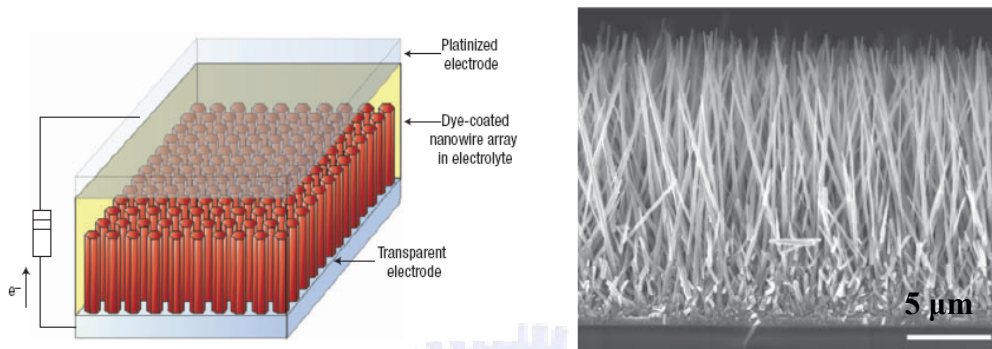 Platinized
electrode
Dye-coated
nanowire array
in electrolyte
Transparent
electrode
e–
5 μm